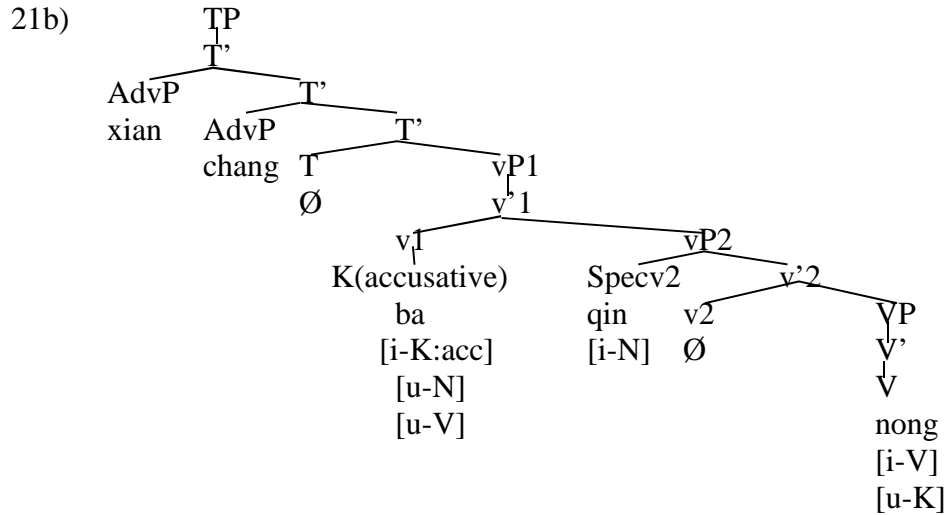 21b) TP
T’
AdvP T’
xian AdvP T’
chang T vP1
Ø v’1
v1 vP2
K(accusative) Specv2 v’2
ba qin v2 VP
[i-K:acc] [i-N] Ø V’
[u-N] V
[u-V] nong
[i-V]
[u-K]